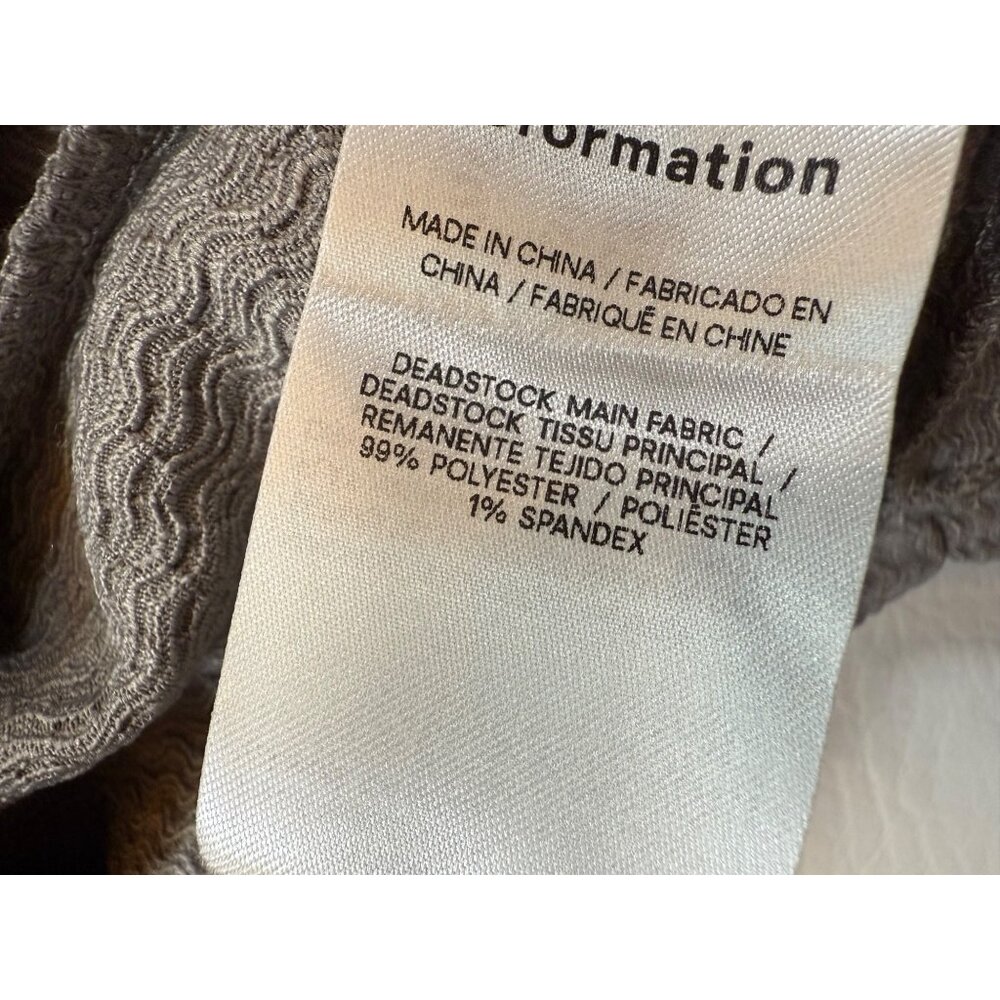 formation
MADE IN CHINA / FABRICADO EN
CHINA / FABRIQUÉ EN CHINE
DEADSTOCK MAIN FABRIC /
DEADSTOCK TISSU PRINCIPAL /
REMANENTE TEJIDO PRINCIPAL
99% POLYESTER / POLIÉSTER
1% SPANDEX